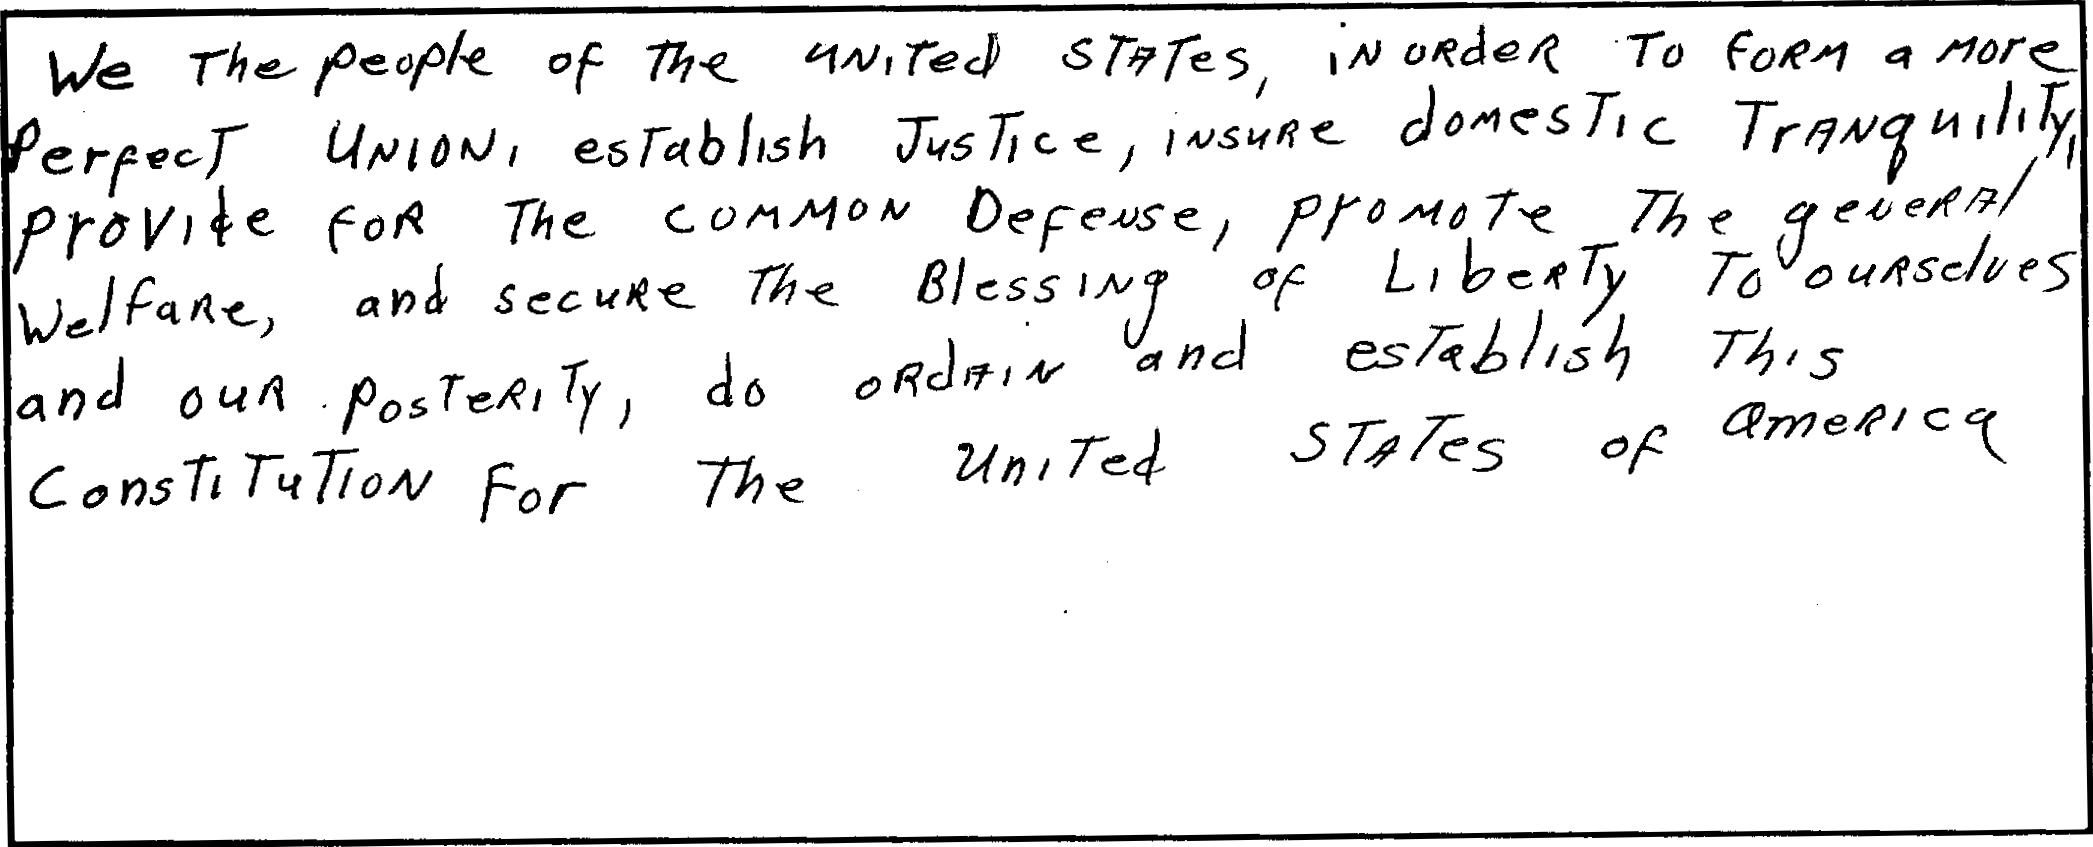 We The people of The united STATes, in order To form a more
Perfect Union, establish Justice, insure domestic Tranquility,
provide for The common Defense, promote The general
Welfare, and secure The Blessing of Liberty To ourselves
and our posterity, do ordain and establish This
Constitution For The United States of america